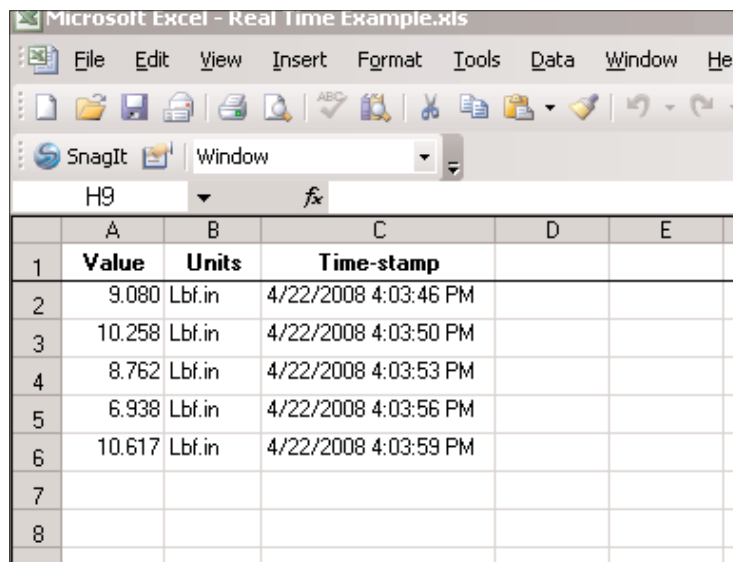 Microsoft Excel - Real Time Example.xls
File Edit View Insert Format Tools Data Window He
ABC
SnagIt Window
H9 fx
A B C D E
1 Value Units Time-stamp
2 9.080 Lbf.in 4/22/2008 4:03:46 PM
3 10.258 Lbf.in 4/22/2008 4:03:50 PM
4 8.762 Lbf.in 4/22/2008 4:03:53 PM
5 6.938 Lbf.in 4/22/2008 4:03:56 PM
6 10.617 Lbf.in 4/22/2008 4:03:59 PM
7
8